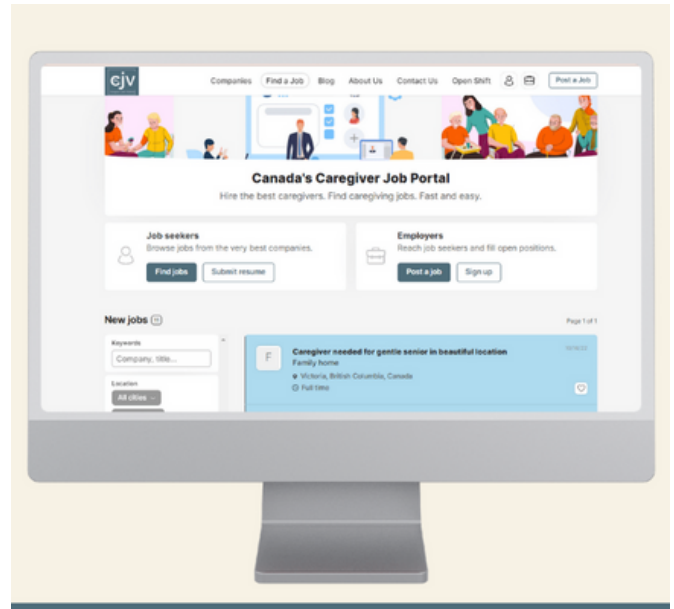 cjv
Companies Find a Job Blog About Us Contact Us Open Shift Post a Job
Canada's Caregiver Job Portal
Hire the best caregivers. Find caregiving jobs. Fast and easy.
Job seekers
Browse jobs from the very best companies.
Find jobs Submit resume
Employers
Reach job seekers and fill open positions.
Post a job Sign up
New jobs
Page 1 of 1
Keywords
Company, title...
Location
All cities
F
Caregiver needed for gentle senior in beautiful location
Family home
Victoria, British Columbia, Canada
Full time